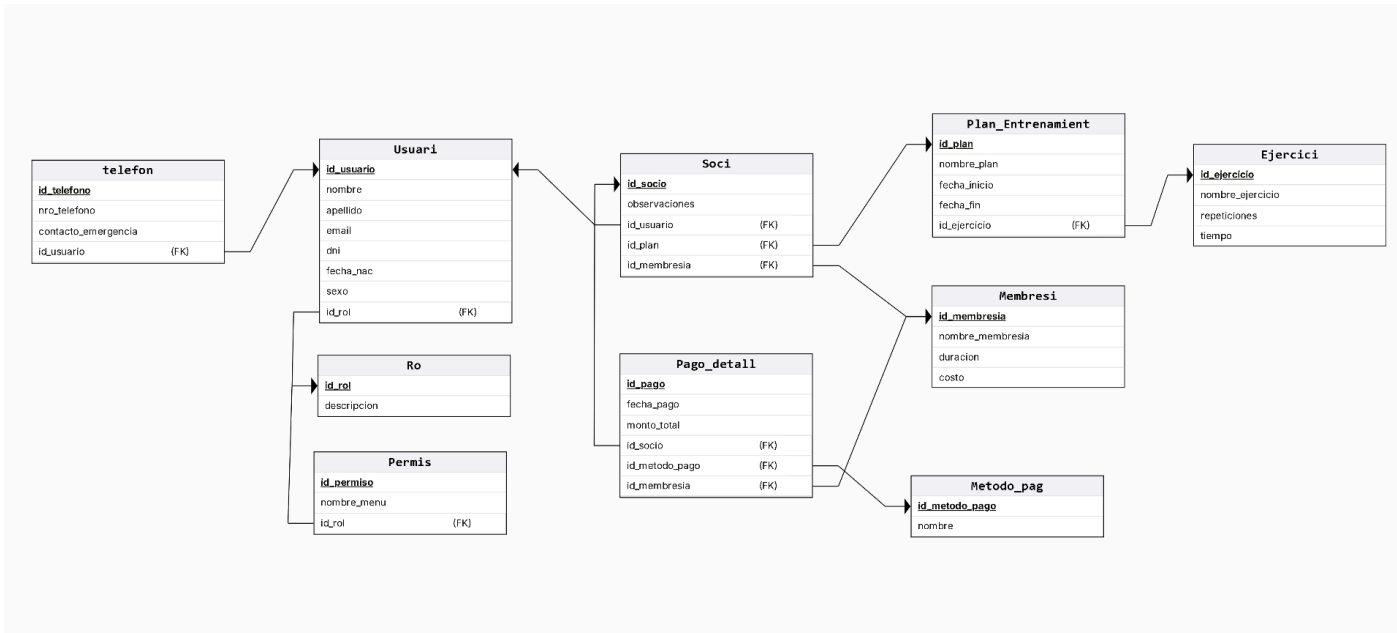 telefon
id_telefono
nro_telefono
contacto_emergencia
id_usuario (FK)
Usuari
id_usuario
nombre
apellido
email
dni
fecha_nac
sexo
id_rol (FK)
Ro
id_rol
descripcion
Permis
id_permiso
nombre_menu
id_rol (FK)
Soci
id_socio
observaciones
id_usuario (FK)
id_plan (FK)
id_membresia (FK)
Pago_detall
id_pago
fecha_pago
monto_total
id_socio (FK)
id_metodo_pago (FK)
id_membresia (FK)
Plan_Entrenamient
id_plan
nombre_plan
fecha_inicio
fecha_fin
id_ejercicio (FK)
Membresi
id_membresia
nombre_membresia
duracion
costo
Metodo_pag
id_metodo_pago
nombre
Ejercici
id_ejercicio
nombre_ejercicio
repeticiones
tiempo